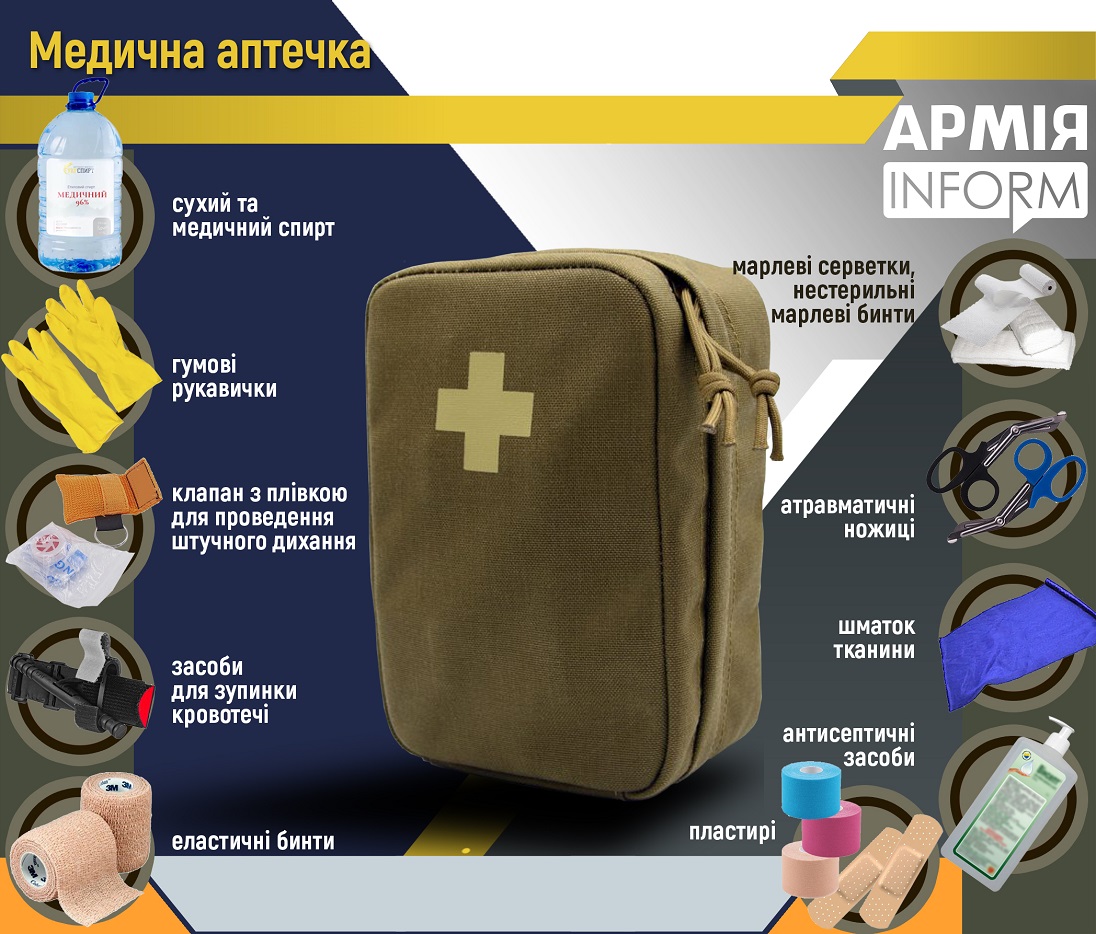 Медична аптечка
АРМІЯ
INFORM
СПИРТ
МЕДИЧНИЙ
96%
сухий та
медичний спирт
гумові
рукавички
клапан з плівкою
для проведення
штучного дихання
засоби
для зупинки
кровотечі
3M
3M
еластичні бинти
марлеві серветки,
нестерильні
марлеві бинти
атравматичні
ножиці
шматок
тканини
антисептичні
засоби
пластирі